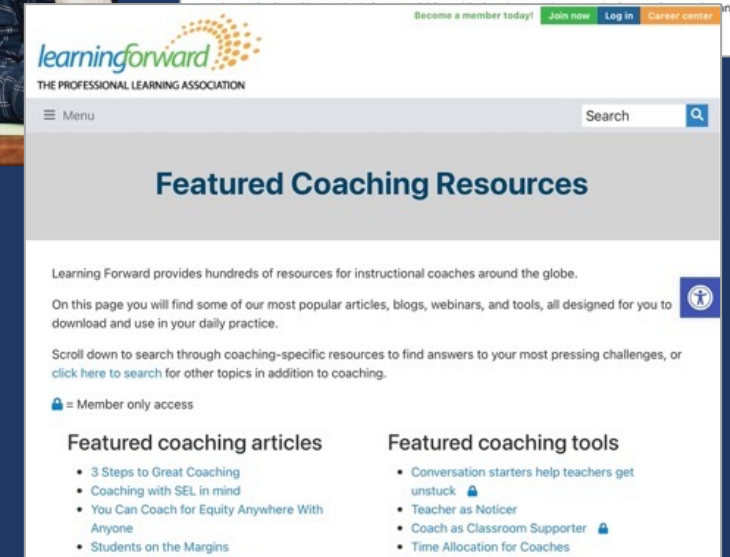 Become a member today! Join now Log in Career center
learningforward
THE PROFESSIONAL LEARNING ASSOCIATION
Menu
Search
Featured Coaching Resources
Learning Forward provides hundreds of resources for instructional coaches around the globe.
On this page you will find some of our most popular articles, blogs, webinars, and tools, all designed for you to
download and use in your daily practice.
Scroll down to search through coaching-specific resources to find answers to your most pressing challenges, or
click here to search for other topics in addition to coaching.
= Member only access
Featured coaching articles
• 3 Steps to Great Coaching
• Coaching with SEL in mind
• You Can Coach for Equity Anywhere With
Anyone
• Students on the Margins
Featured coaching tools
• Conversation starters help teachers get
unstuck
• Teacher as Noticer
• Coach as Classroom Supporter
• Time Allocation for Coaches